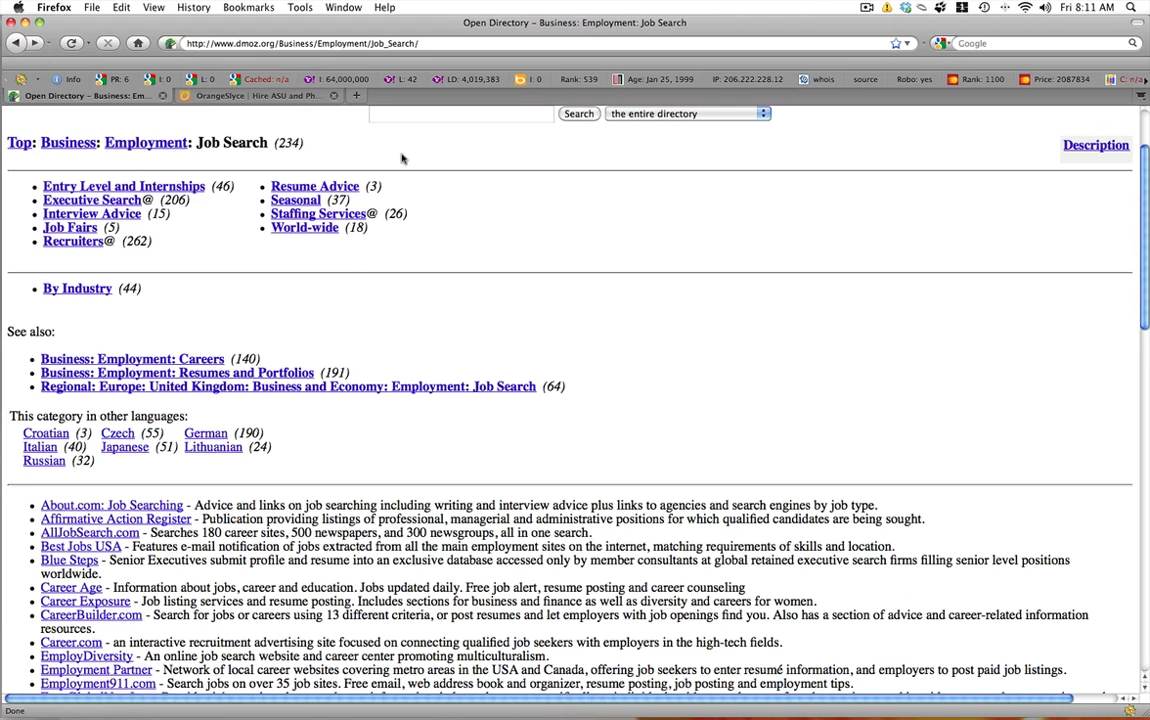 Firefox File Edit View History Bookmarks Tools Window Help Fri 8:11 AM
Open Directory - Business: Employment: Job Search
http://www.dmoz.org/Business/Employment/Job_Search/ Google
Info PR: 6 I: 0 L: 0 Cached: n/a I: 64,000,000 L: 42 LD: 4,019,383 I: 0 Rank: 539 Age: Jan 25, 1999 IP: 206.222.228.12 whois source Robo: yes Rank: 1100 Price: 2087834 C: n/a
Open Directory - Business: Em... OrangeSlyce | Hire ASU and Ph...
Search the entire directory
Top: Business: Employment: Job Search (234)
Description
Entry Level and Internships (46) Resume Advice (3)
Executive Search@ (206) Seasonal (37)
Interview Advice (15) Staffing Services@ (26)
Job Fairs (5) World-wide (18)
Recruiters@ (262)
By Industry (44)
See also:
Business: Employment: Careers (140)
Business: Employment: Resumes and Portfolios (191)
Regional: Europe: United Kingdom: Business and Economy: Employment: Job Search (64)
This category in other languages:
Croatian (3) Czech (55) German (190)
Italian (40) Japanese (51) Lithuanian (24)
Russian (32)
About.com: Job Searching - Advice and links on job searching including writing and interview advice plus links to agencies and search engines by job type.
Affirmative Action Register - Publication providing listings of professional, managerial and administrative positions for which qualified candidates are being sought.
AllJobSearch.com - Searches 180 career sites, 500 newspapers, and 300 newsgroups, all in one search.
Best Jobs USA - Features e-mail notification of jobs extracted from all the main employment sites on the internet, matching requirements of skills and location.
Blue Steps - Senior Executives submit profile and resume into an exclusive database accessed only by member consultants at global retained executive search firms filling senior level positions
worldwide.
Career Age - Information about jobs, career and education. Jobs updated daily. Free job alert, resume posting and career counseling
Career Exposure - Job listing services and resume posting. Includes sections for business and finance as well as diversity and careers for women.
CareerBuilder.com - Search for jobs or careers using 13 different criteria, or post resumes and let employers with job openings find you. Also has a section of advice and career-related information
resources.
Career.com - an interactive recruitment advertising site focused on connecting qualified job seekers with employers in the high-tech fields.
EmployDiversity - An online job search website and career center promoting multiculturalism.
Employment Partner - Network of local career websites covering metro areas in the USA and Canada, offering job seekers to enter resumé information, and employers to post paid job listings.
Employment911.com - Search jobs on over 35 job sites. Free email, web address book and organizer, resume posting, job posting and employment tips.
Done